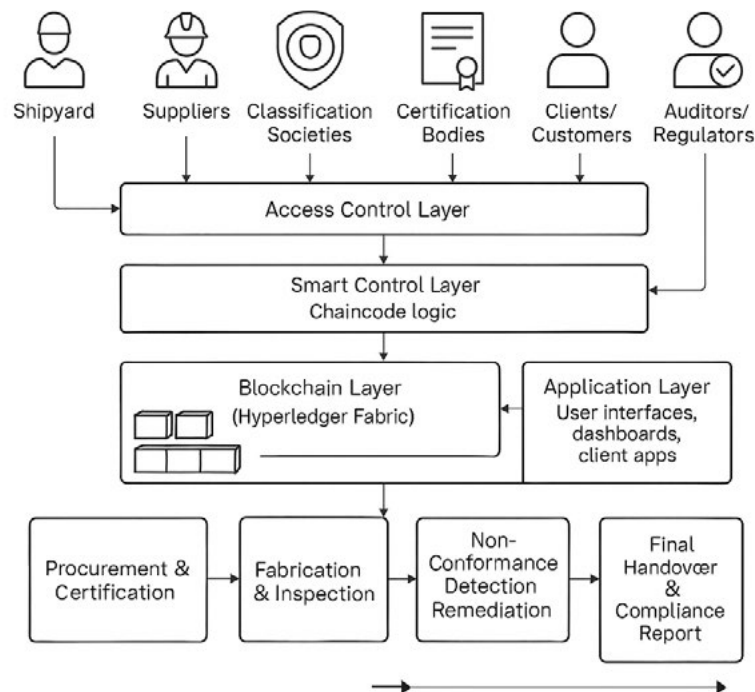 Shipyard
Suppliers
Classification
Societies
Certification
Bodies
Clients/
Customers
Auditors/
Regulators
Access Control Layer
Smart Control Layer
Chaincode logic
Blockchain Layer
(Hyperledger Fabric)
Application Layer
User interfaces,
dashboards,
client apps
Procurement &
Certification
Fabrication
& Inspection
Non-
Conformance
Detection
Remediation
Final
Handovœr
&
Compliance
Report